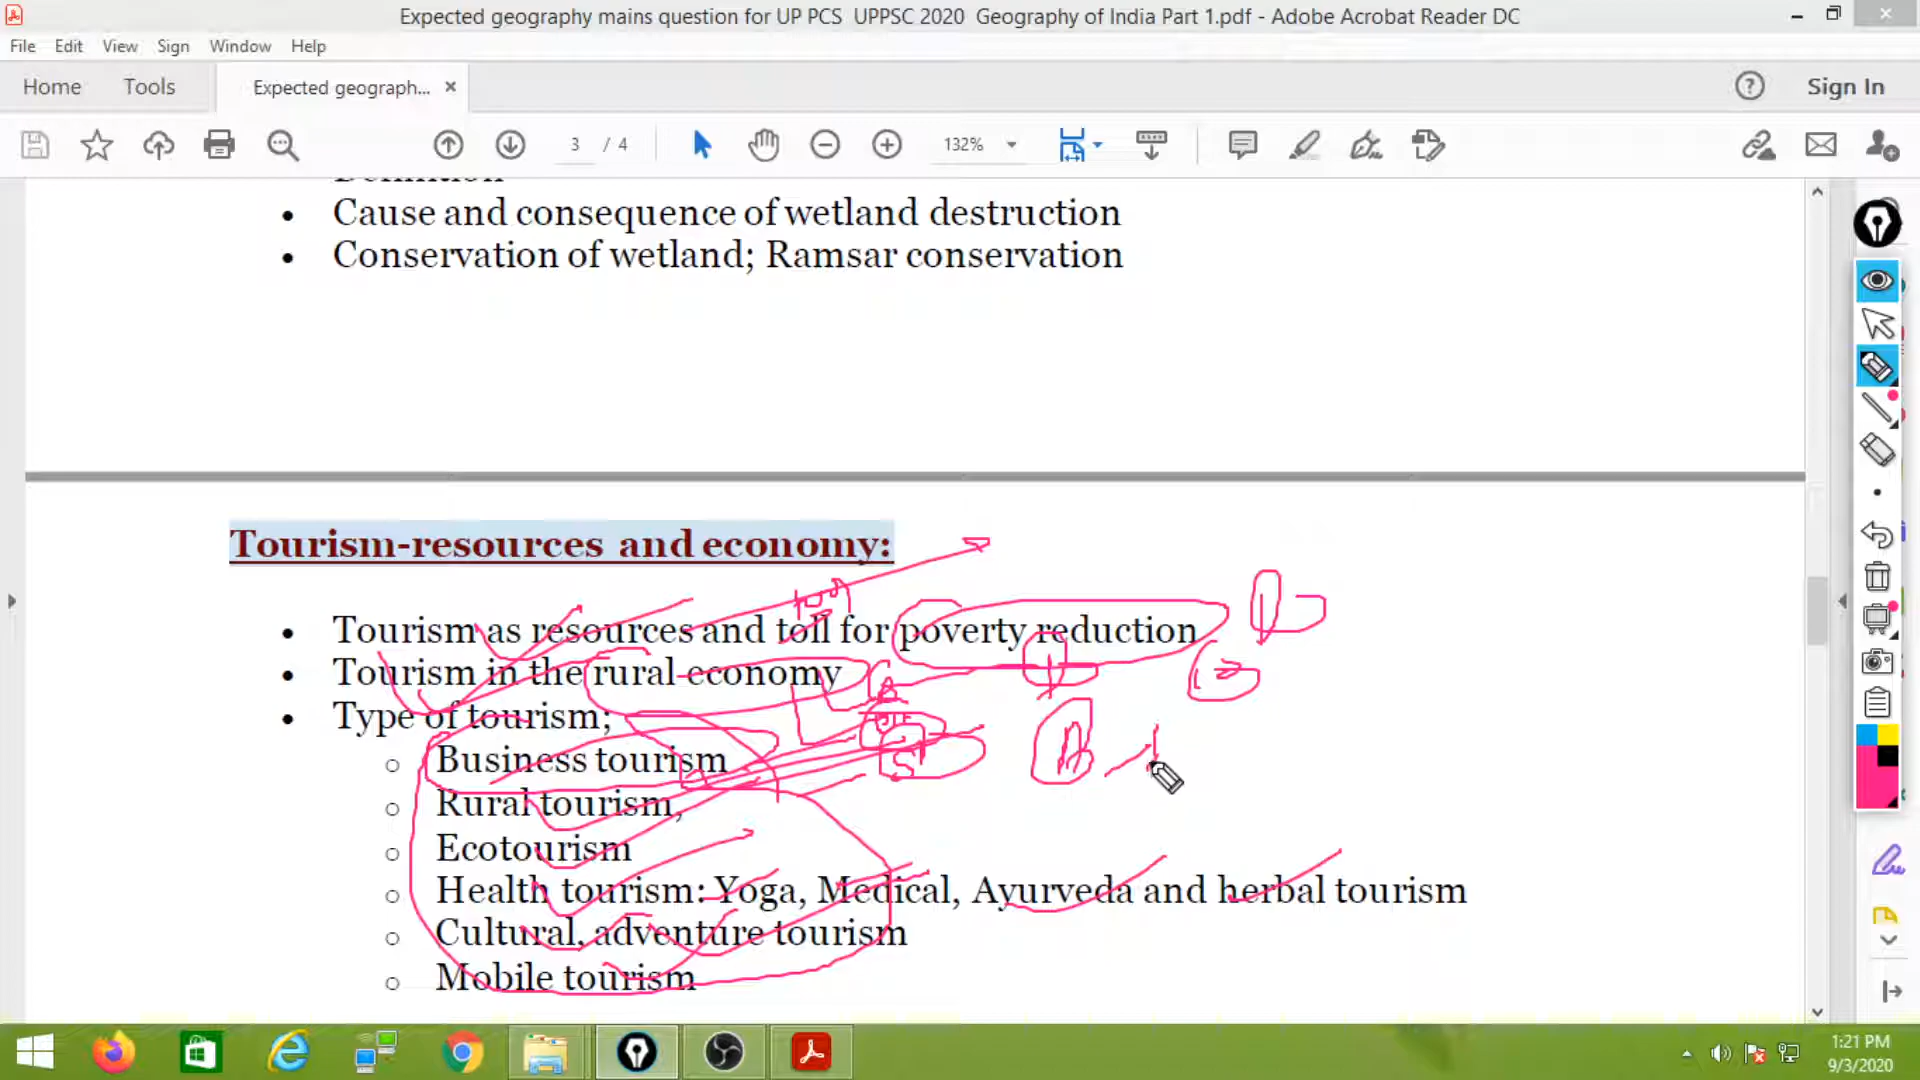 Expected geography mains question for UP PCS UPPSC 2020 Geography of India Part 1.pdf - Adobe Acrobat Reader DC
File Edit View Sign Window Help
Home Tools Expected geograph... × Sign In
3 / 4 132%
Definition
• Cause and consequence of wetland destruction
• Conservation of wetland; Ramsar conservation
Tourism-resources and economy:
• Tourism as resources and toll for poverty reduction
• Tourism in the rural economy
• Type of tourism;
o Business tourism
o Rural tourism,
o Ecotourism
o Health tourism: Yoga, Medical, Ayurveda and herbal tourism
o Cultural, adventure tourism
o Mobile tourism
1:21 PM
9/3/2020